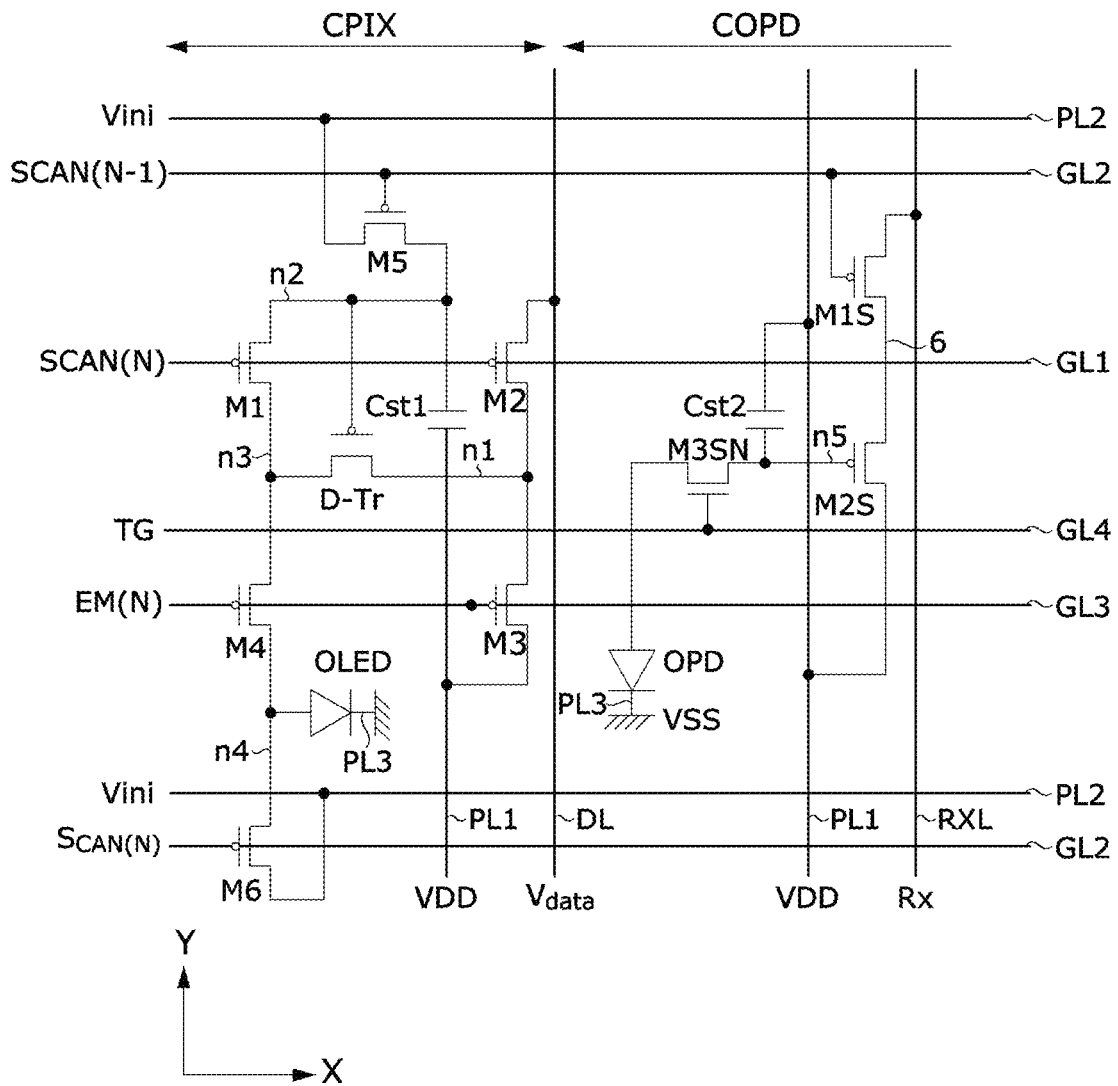 CPIX COPD
Vini PL2
SCAN(N-1) GL2
M5
n2
M1S
SCAN(N) 6 GL1
M1 Cst1 M2 Cst2
n3 n1 M3SN n5
D-Tr M2S
TG GL4
EM(N) GL3
M4 M3
OLED OPD
PL3 VSS
n4 PL3
Vini PL2
PL1 DL PL1 RXL
SCAN(N) GL2
M6 VDD Vdata VDD Rx
Y
X